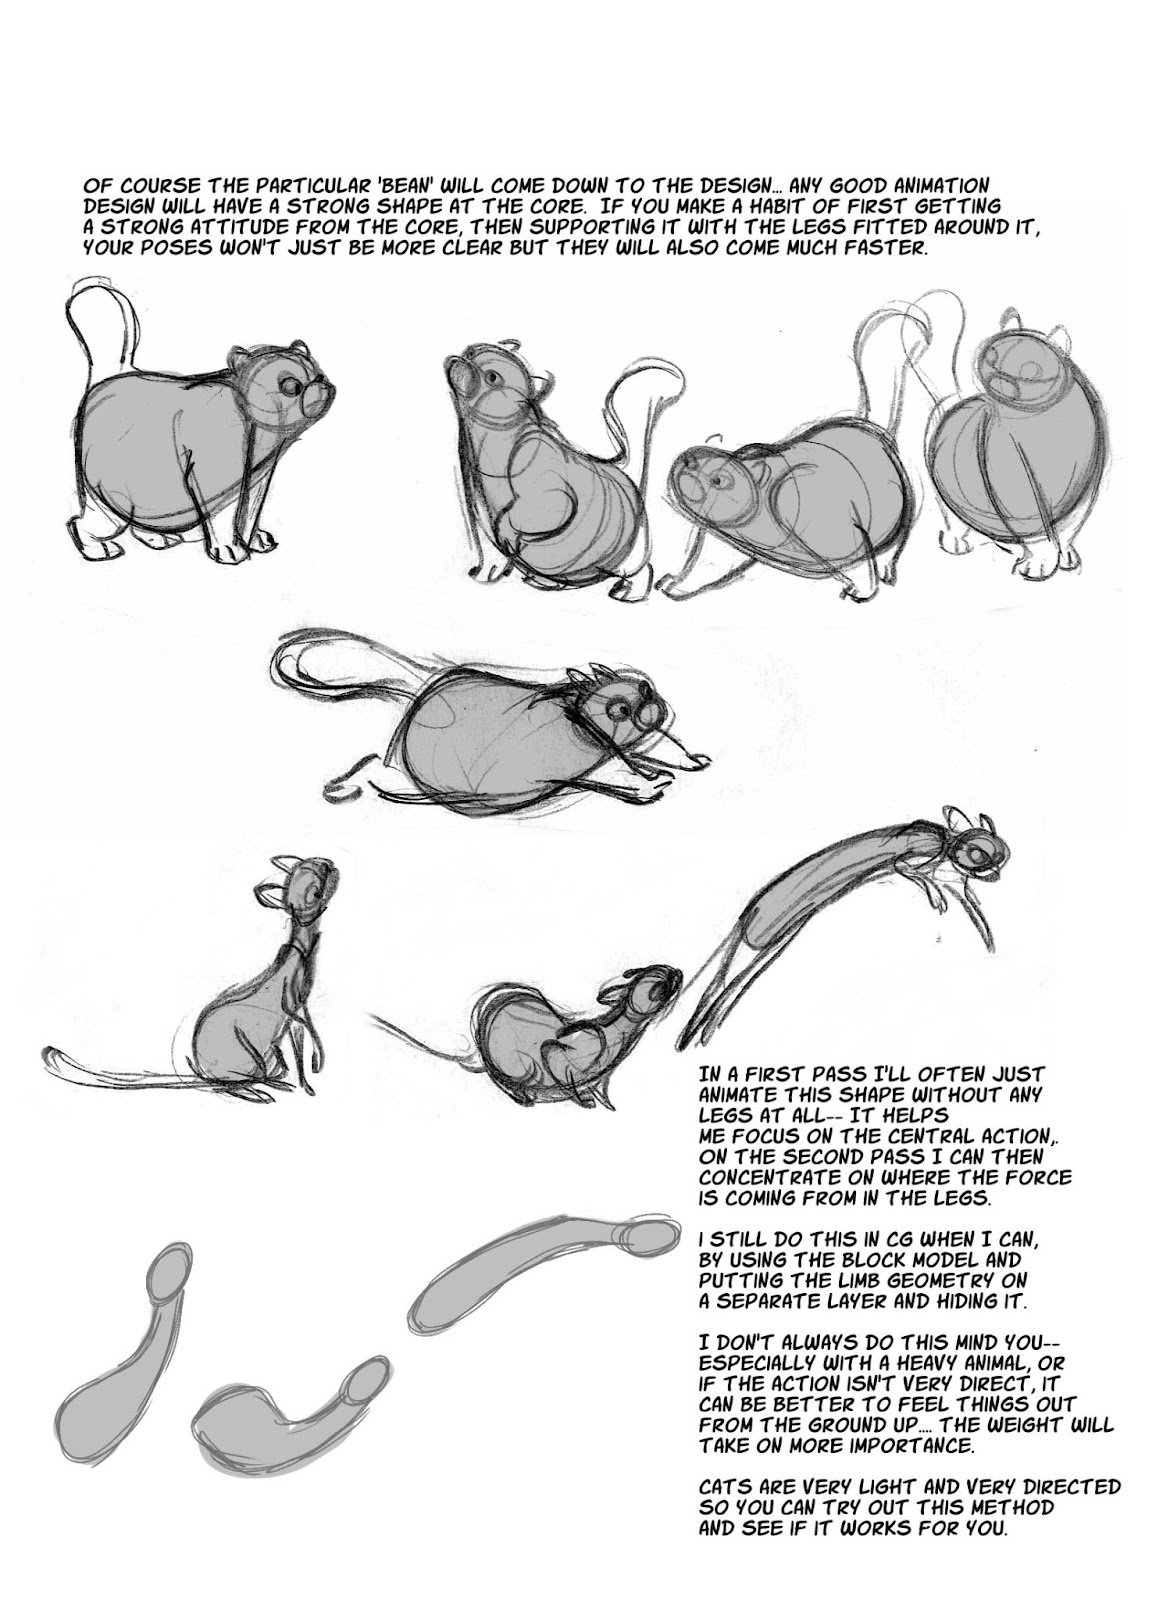 OF COURSE THE PARTICULAR 'BEAN' WILL COME DOWN TO THE DESIGN... ANY GOOD ANIMATION
DESIGN WILL HAVE A STRONG SHAPE AT THE CORE. IF YOU MAKE A HABIT OF FIRST GETTING
A STRONG ATTITUDE FROM THE CORE, THEN SUPPORTING IT WITH THE LEGS FITTED AROUND IT,
YOUR POSES WON'T JUST BE MORE CLEAR BUT THEY WILL ALSO COME MUCH FASTER.
IN A FIRST PASS I'LL OFTEN JUST
ANIMATE THIS SHAPE WITHOUT ANY
LEGS AT ALL-- IT HELPS
ME FOCUS ON THE CENTRAL ACTION,.
ON THE SECOND PASS I CAN THEN
CONCENTRATE ON WHERE THE FORCE
IS COMING FROM IN THE LEGS.
I STILL DO THIS IN CG WHEN I CAN,
BY USING THE BLOCK MODEL AND
PUTTING THE LIMB GEOMETRY ON
A SEPARATE LAYER AND HIDING IT.
I DON'T ALWAYS DO THIS MIND YOU--
ESPECIALLY WITH A HEAVY ANIMAL, OR
IF THE ACTION ISN'T VERY DIRECT, IT
CAN BE BETTER TO FEEL THINGS OUT
FROM THE GROUND UP.... THE WEIGHT WILL
TAKE ON MORE IMPORTANCE.
CATS ARE VERY LIGHT AND VERY DIRECTED
SO YOU CAN TRY OUT THIS METHOD
AND SEE IF IT WORKS FOR YOU.